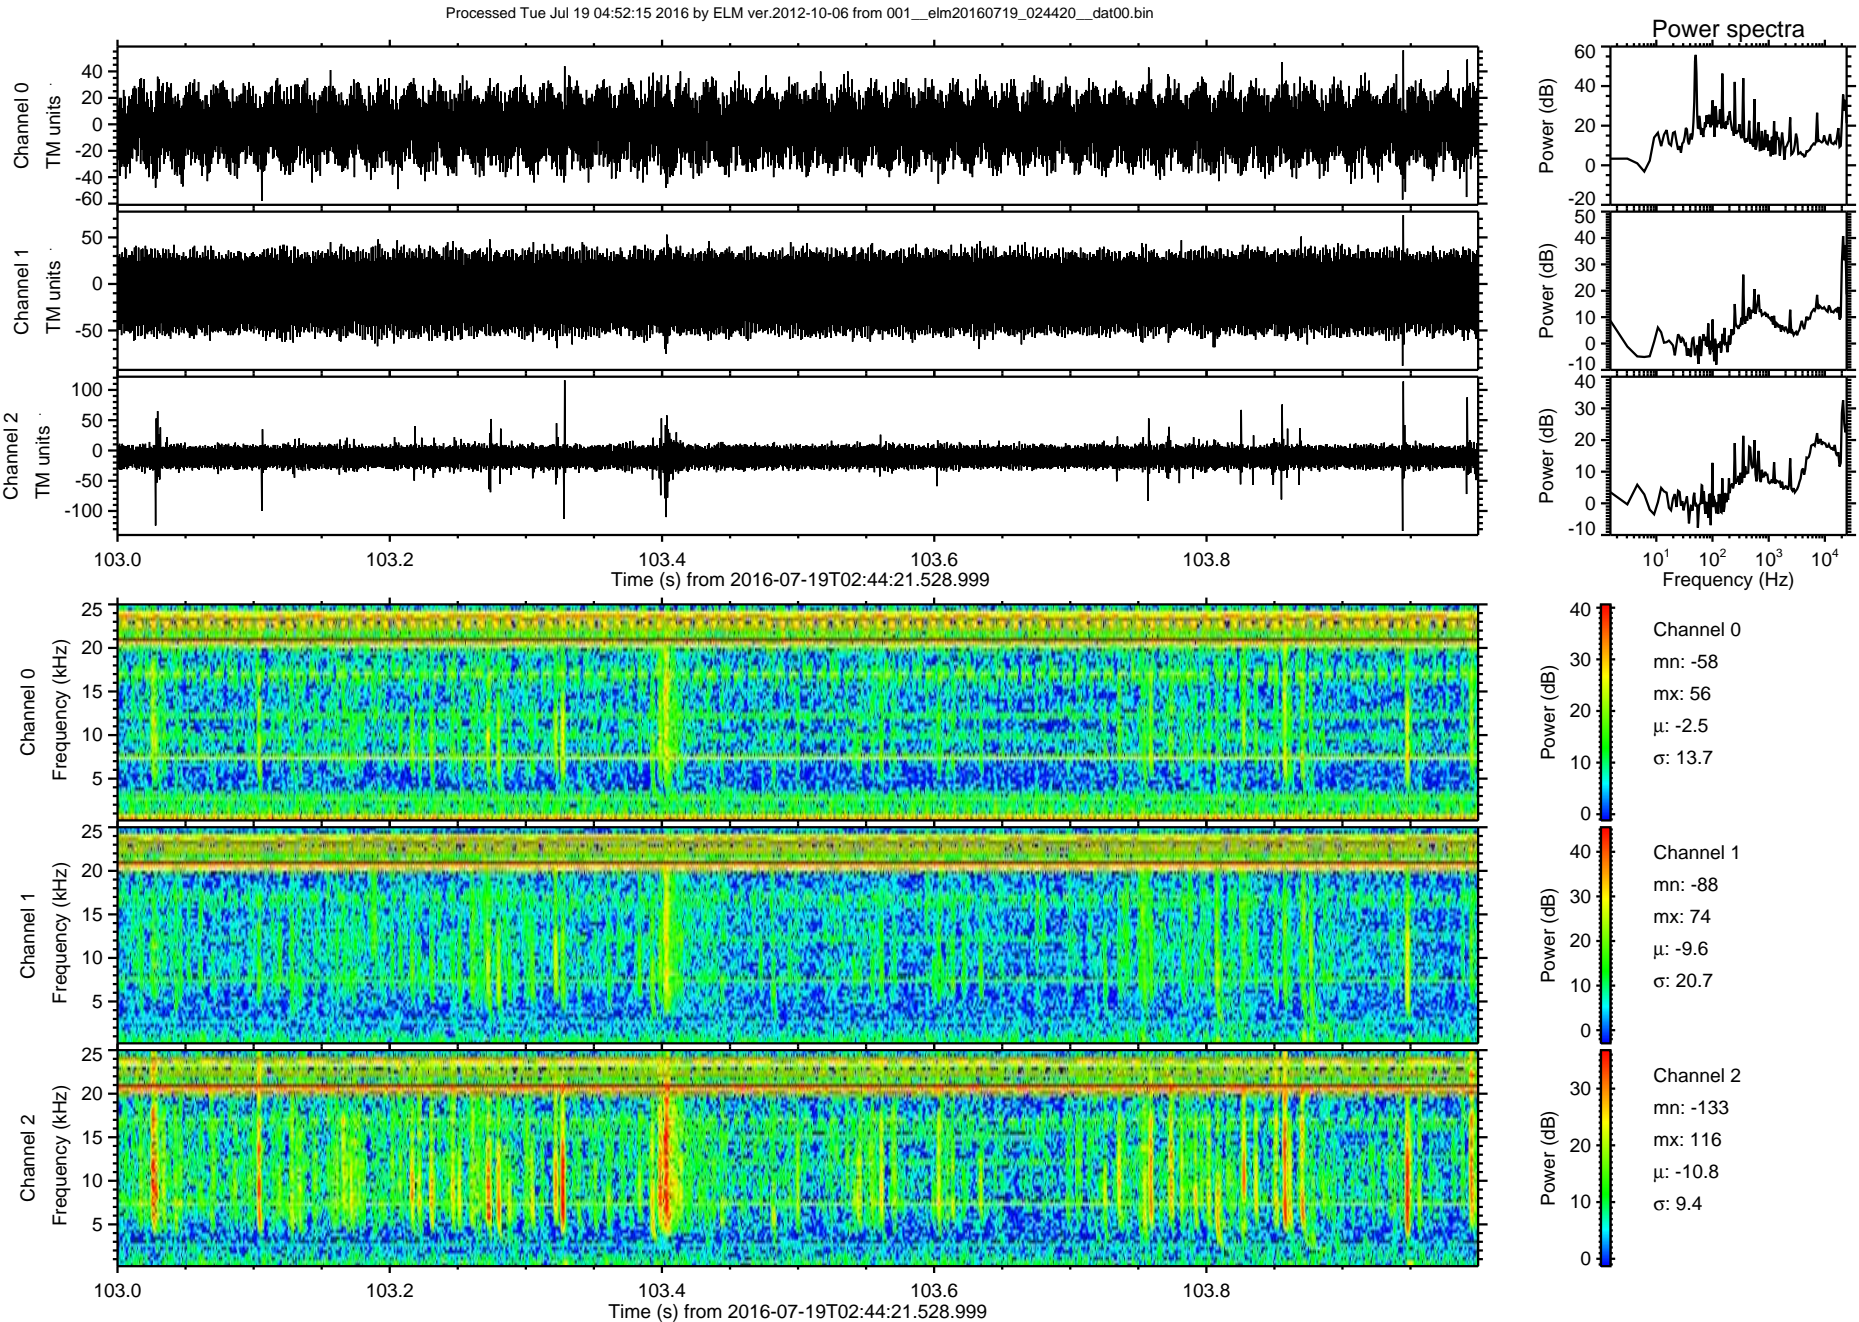 Processed Tue Jul 19 04:52:15 2016 by ELM ver.2012-10-06 from 001__elm20160719_024420__dat00.bin
Power spectra
Channel 0
TM units
40
20
0
-20
-40
-60
Power (dB)
60
40
20
0
-20
Channel 1
TM units
50
0
-50
Power (dB)
50
40
30
20
10
0
-10
Channel 2
TM units
100
50
0
-50
-100
Power (dB)
40
30
20
10
0
-10
103.0 103.2 103.4 103.6 103.8
Time (s) from 2016-07-19T02:44:21.528.999
10¹ 10² 10³ 10⁴
Frequency (Hz)
Channel 0
Frequency (kHz)
25
20
15
10
5
Power (dB)
40
30
20
10
0
Channel 0
mn: -58
mx: 56
μ: -2.5
σ: 13.7
Channel 1
Frequency (kHz)
25
20
15
10
5
Power (dB)
40
30
20
10
0
Channel 1
mn: -88
mx: 74
μ: -9.6
σ: 20.7
Channel 2
Frequency (kHz)
25
20
15
10
5
Power (dB)
30
20
10
0
Channel 2
mn: -133
mx: 116
μ: -10.8
σ: 9.4
103.0 103.2 103.4 103.6 103.8
Time (s) from 2016-07-19T02:44:21.528.999